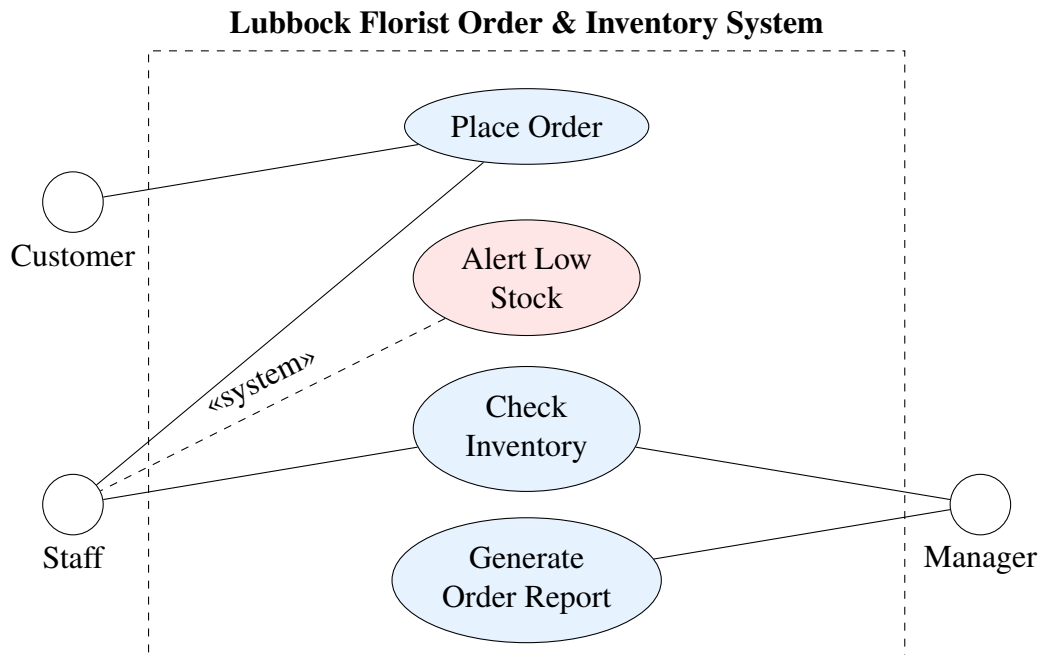 Lubbock Florist Order & Inventory System
Place Order
Customer
Alert Low
Stock
«system»
Check
Inventory
Staff
Manager
Generate
Order Report